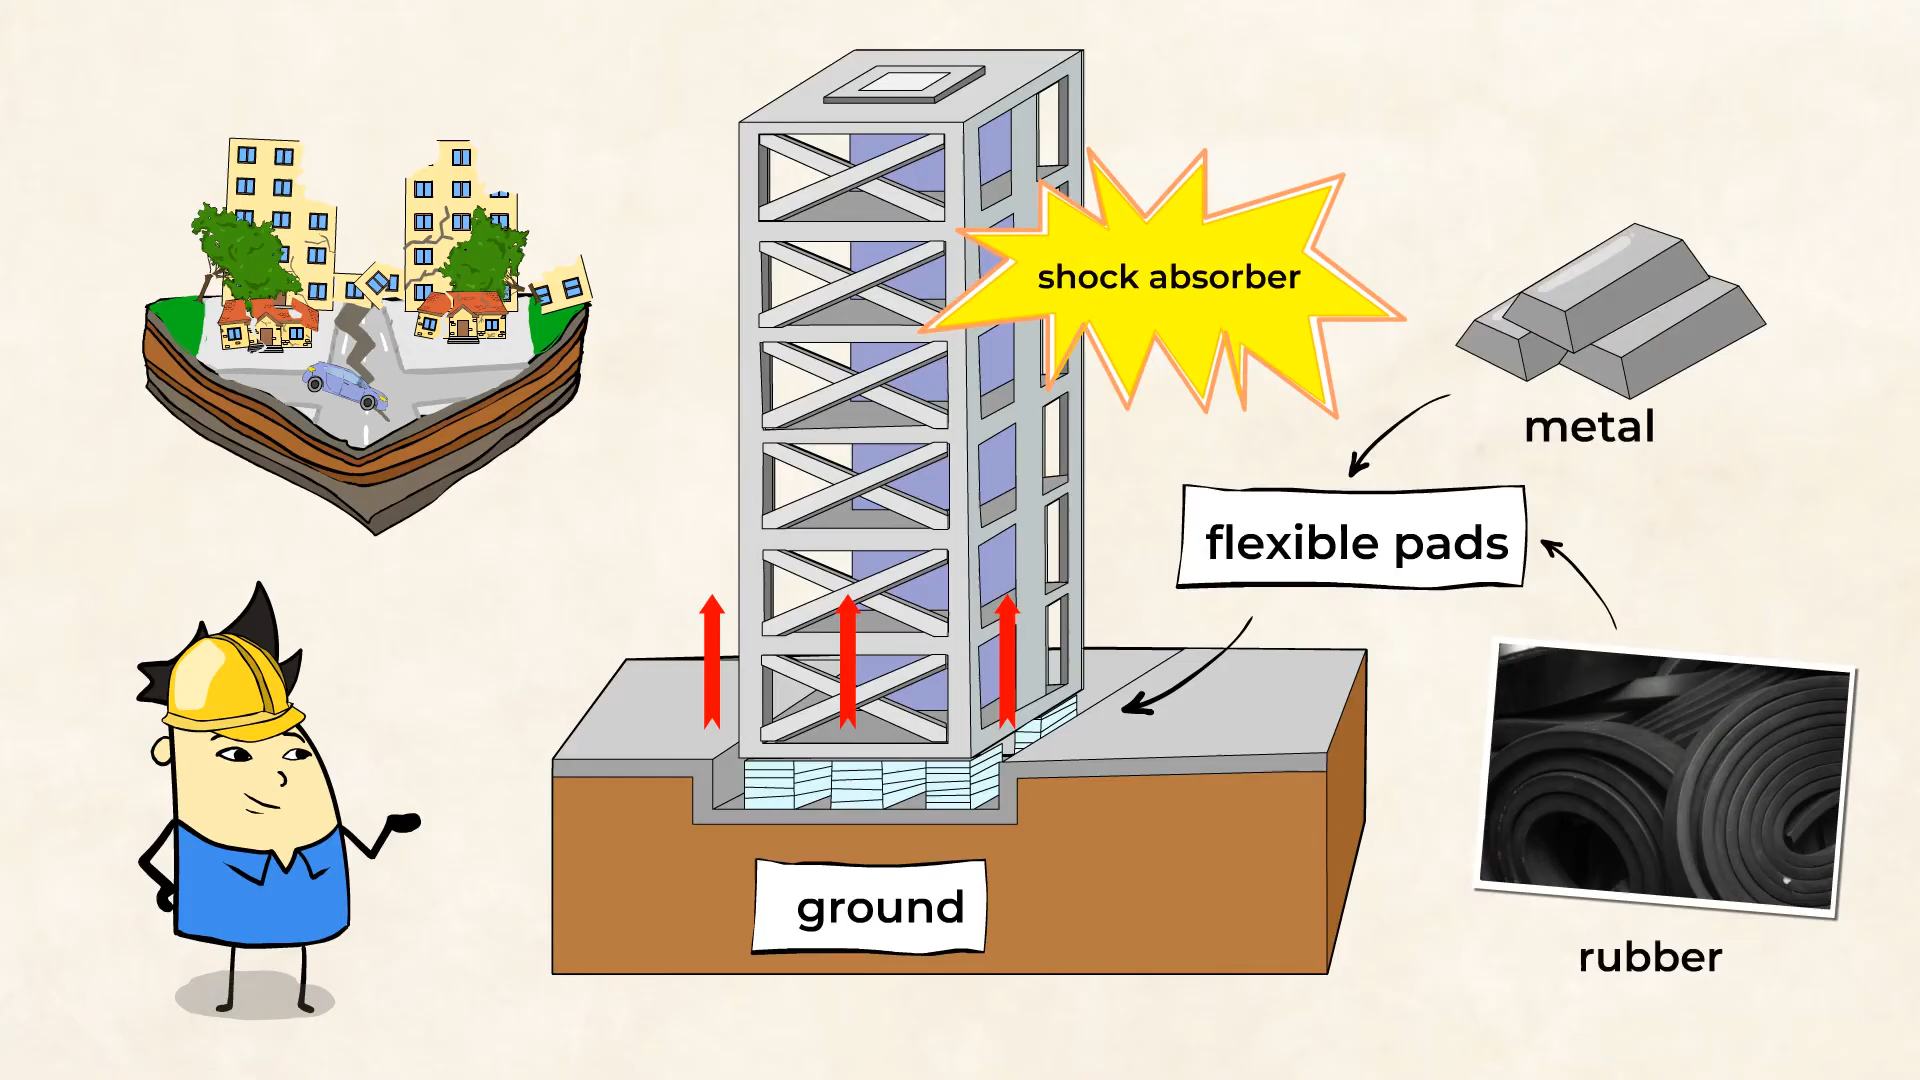 shock absorber
metal
flexible pads
ground
rubber